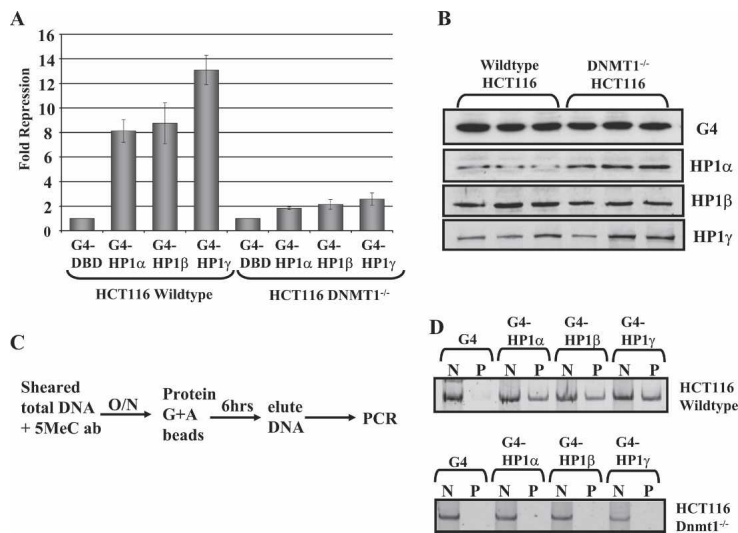 A
Fold Repression
16
14
12
10
8
6
4
2
0
G4-DBD
G4-HP1α
G4-HP1β
G4-HP1γ
G4-DBD
G4-HP1α
G4-HP1β
G4-HP1γ
HCT116 Wildtype
HCT116 DNMT1-/-
B
Wildtype
HCT116
DNMT1-/-
HCT116
G4
HP1α
HP1β
HP1γ
C
Sheared
total DNA
+ 5MeC ab
O/N
Protein
G+A
beads
6hrs
elute
DNA
PCR
D
G4
G4-
HP1α
G4-
HP1β
G4-
HP1γ
N P N P N P N P
HCT116
Wildtype
G4
G4-
HP1α
G4-
HP1β
G4-
HP1γ
N P N P N P N P
HCT116
Dnmt1-/-